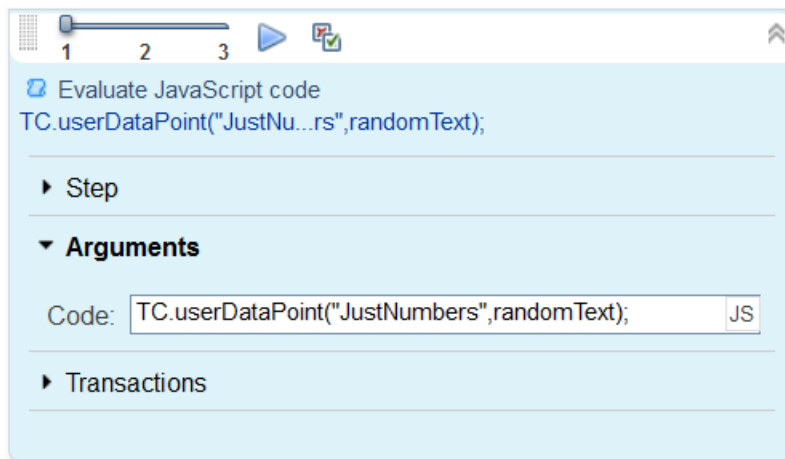 1 2 3
Evaluate JavaScript code
TC.userDataPoint("JustNu...rs",randomText);
Step
Arguments
Code: TC.userDataPoint("JustNumbers",randomText); JS
Transactions